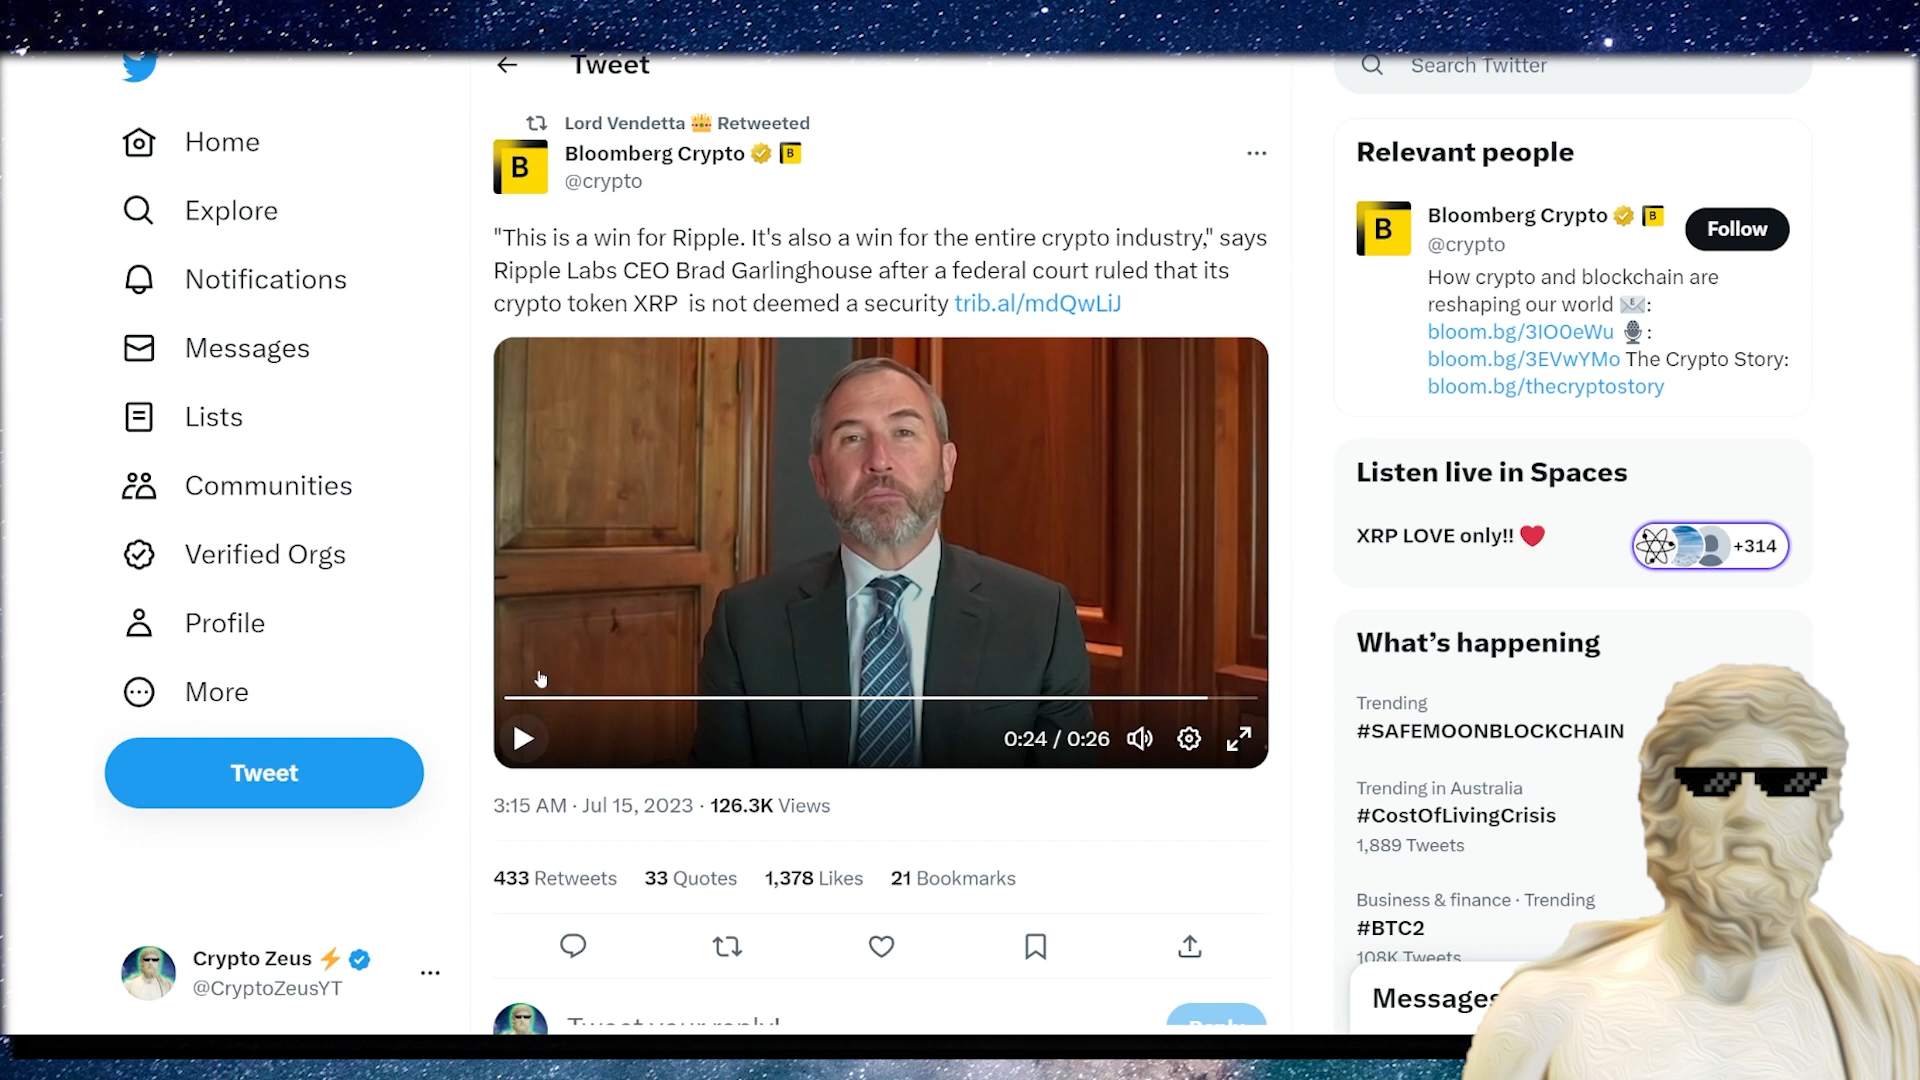 Tweet
Search Twitter
Home
Explore
Notifications
Messages
Lists
Communities
Verified Orgs
Profile
More
Tweet
Crypto Zeus
@CryptoZeusYT
Lord Vendetta Retweeted
B
Bloomberg Crypto B
@crypto
"This is a win for Ripple. It's also a win for the entire crypto industry," says
Ripple Labs CEO Brad Garlinghouse after a federal court ruled that its
crypto token XRP is not deemed a security trib.al/mdQwLiJ
0:24 / 0:26
3:15 AM · Jul 15, 2023 · 126.3K Views
433 Retweets 33 Quotes 1,378 Likes 21 Bookmarks
Tweet your reply!
Reply
Relevant people
B
Bloomberg Crypto B
@crypto
Follow
How crypto and blockchain are
reshaping our world :
bloom.bg/3IO0eWu :
bloom.bg/3EVwYMo The Crypto Story:
bloom.bg/thecryptostory
Listen live in Spaces
XRP LOVE only!!
+314
What's happening
Trending
#SAFEMOONBLOCKCHAIN
Trending in Australia
#CostOfLivingCrisis
1,889 Tweets
Business & finance · Trending
#BTC2
108K Tweets
Messages